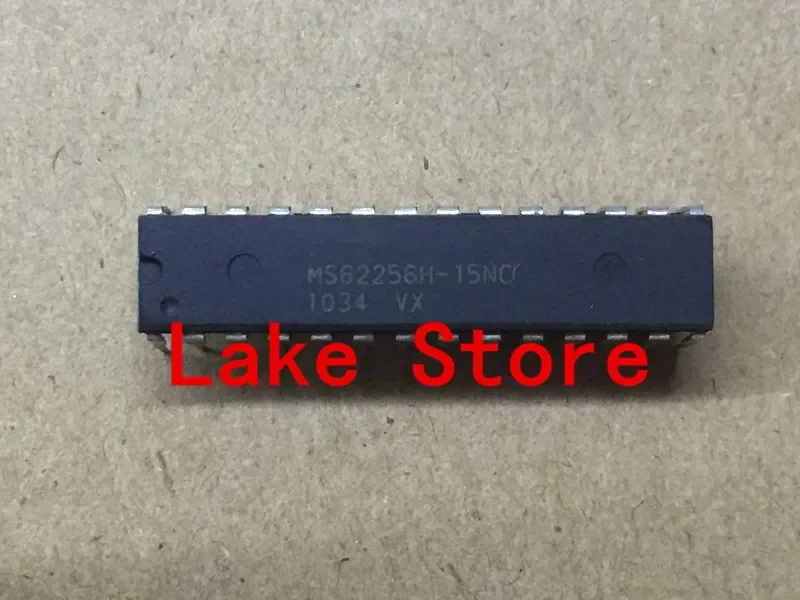 MS62256H-15NC
1034 VX
Lake Store